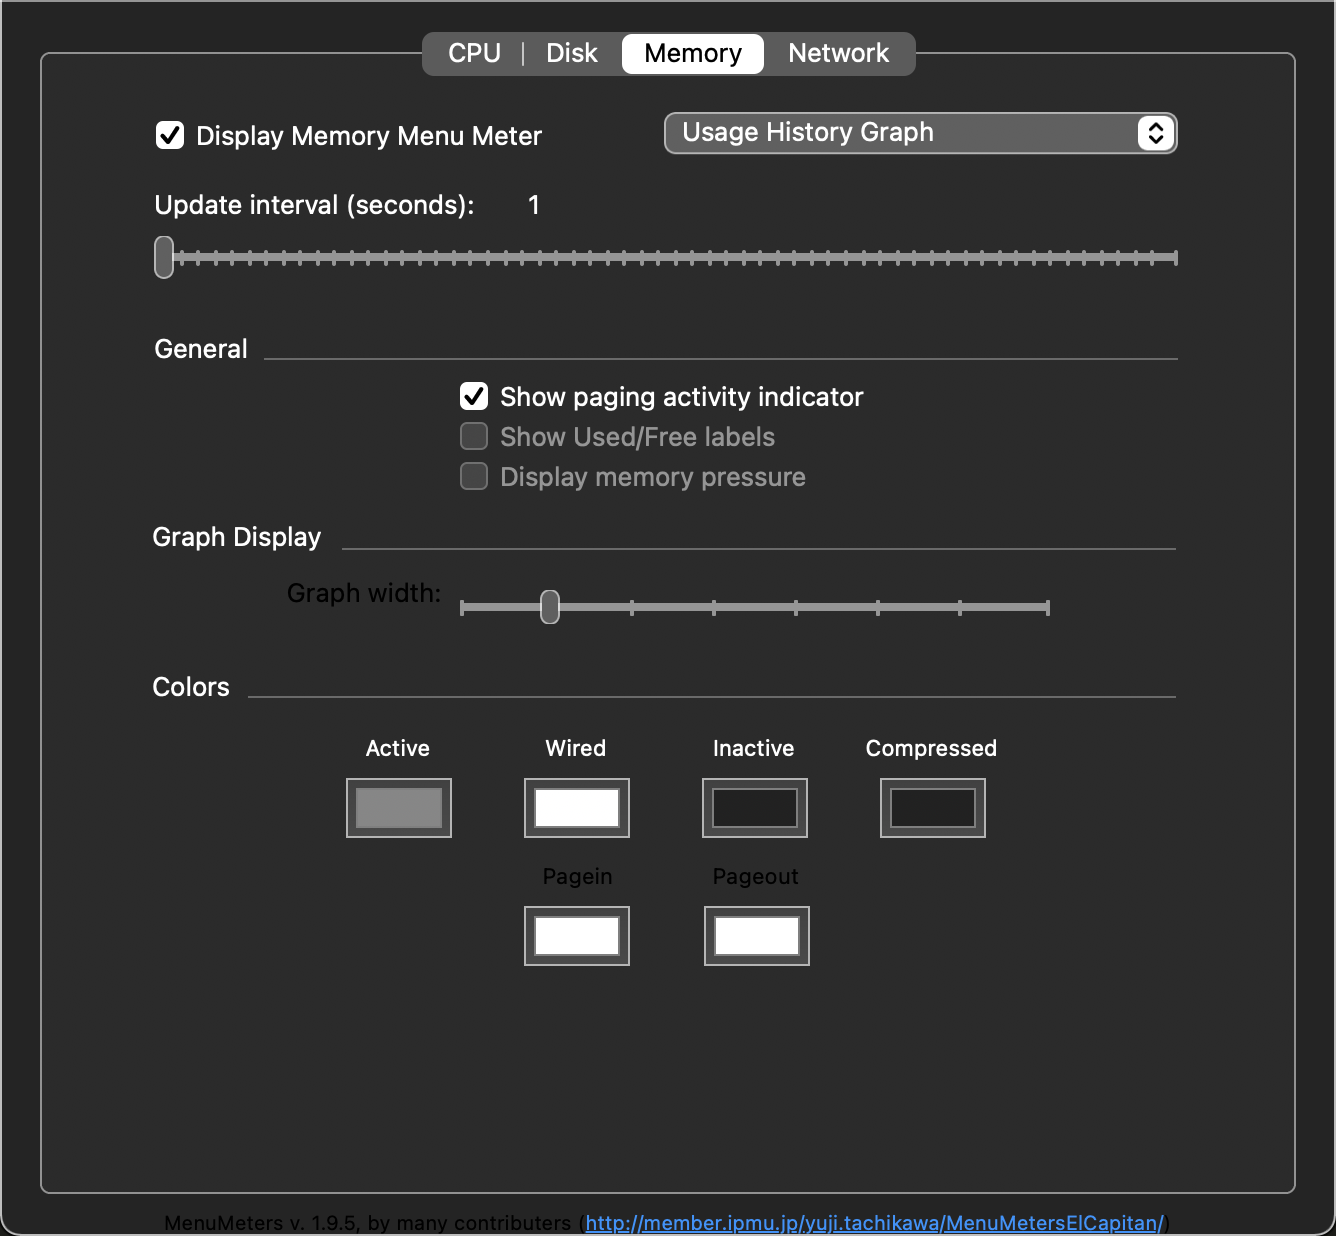 CPU | Disk Memory Network
Display Memory Menu Meter Usage History Graph
Update interval (seconds): 1
General
Show paging activity indicator
Show Used/Free labels
Display memory pressure
Graph Display
Graph width:
Colors
Active Wired Inactive Compressed
Pagein Pageout
MenuMeters v. 1.9.5, by many contributors (http://member.ipmu.jp/yuji.tachikawa/MenuMetersElCapitan/)